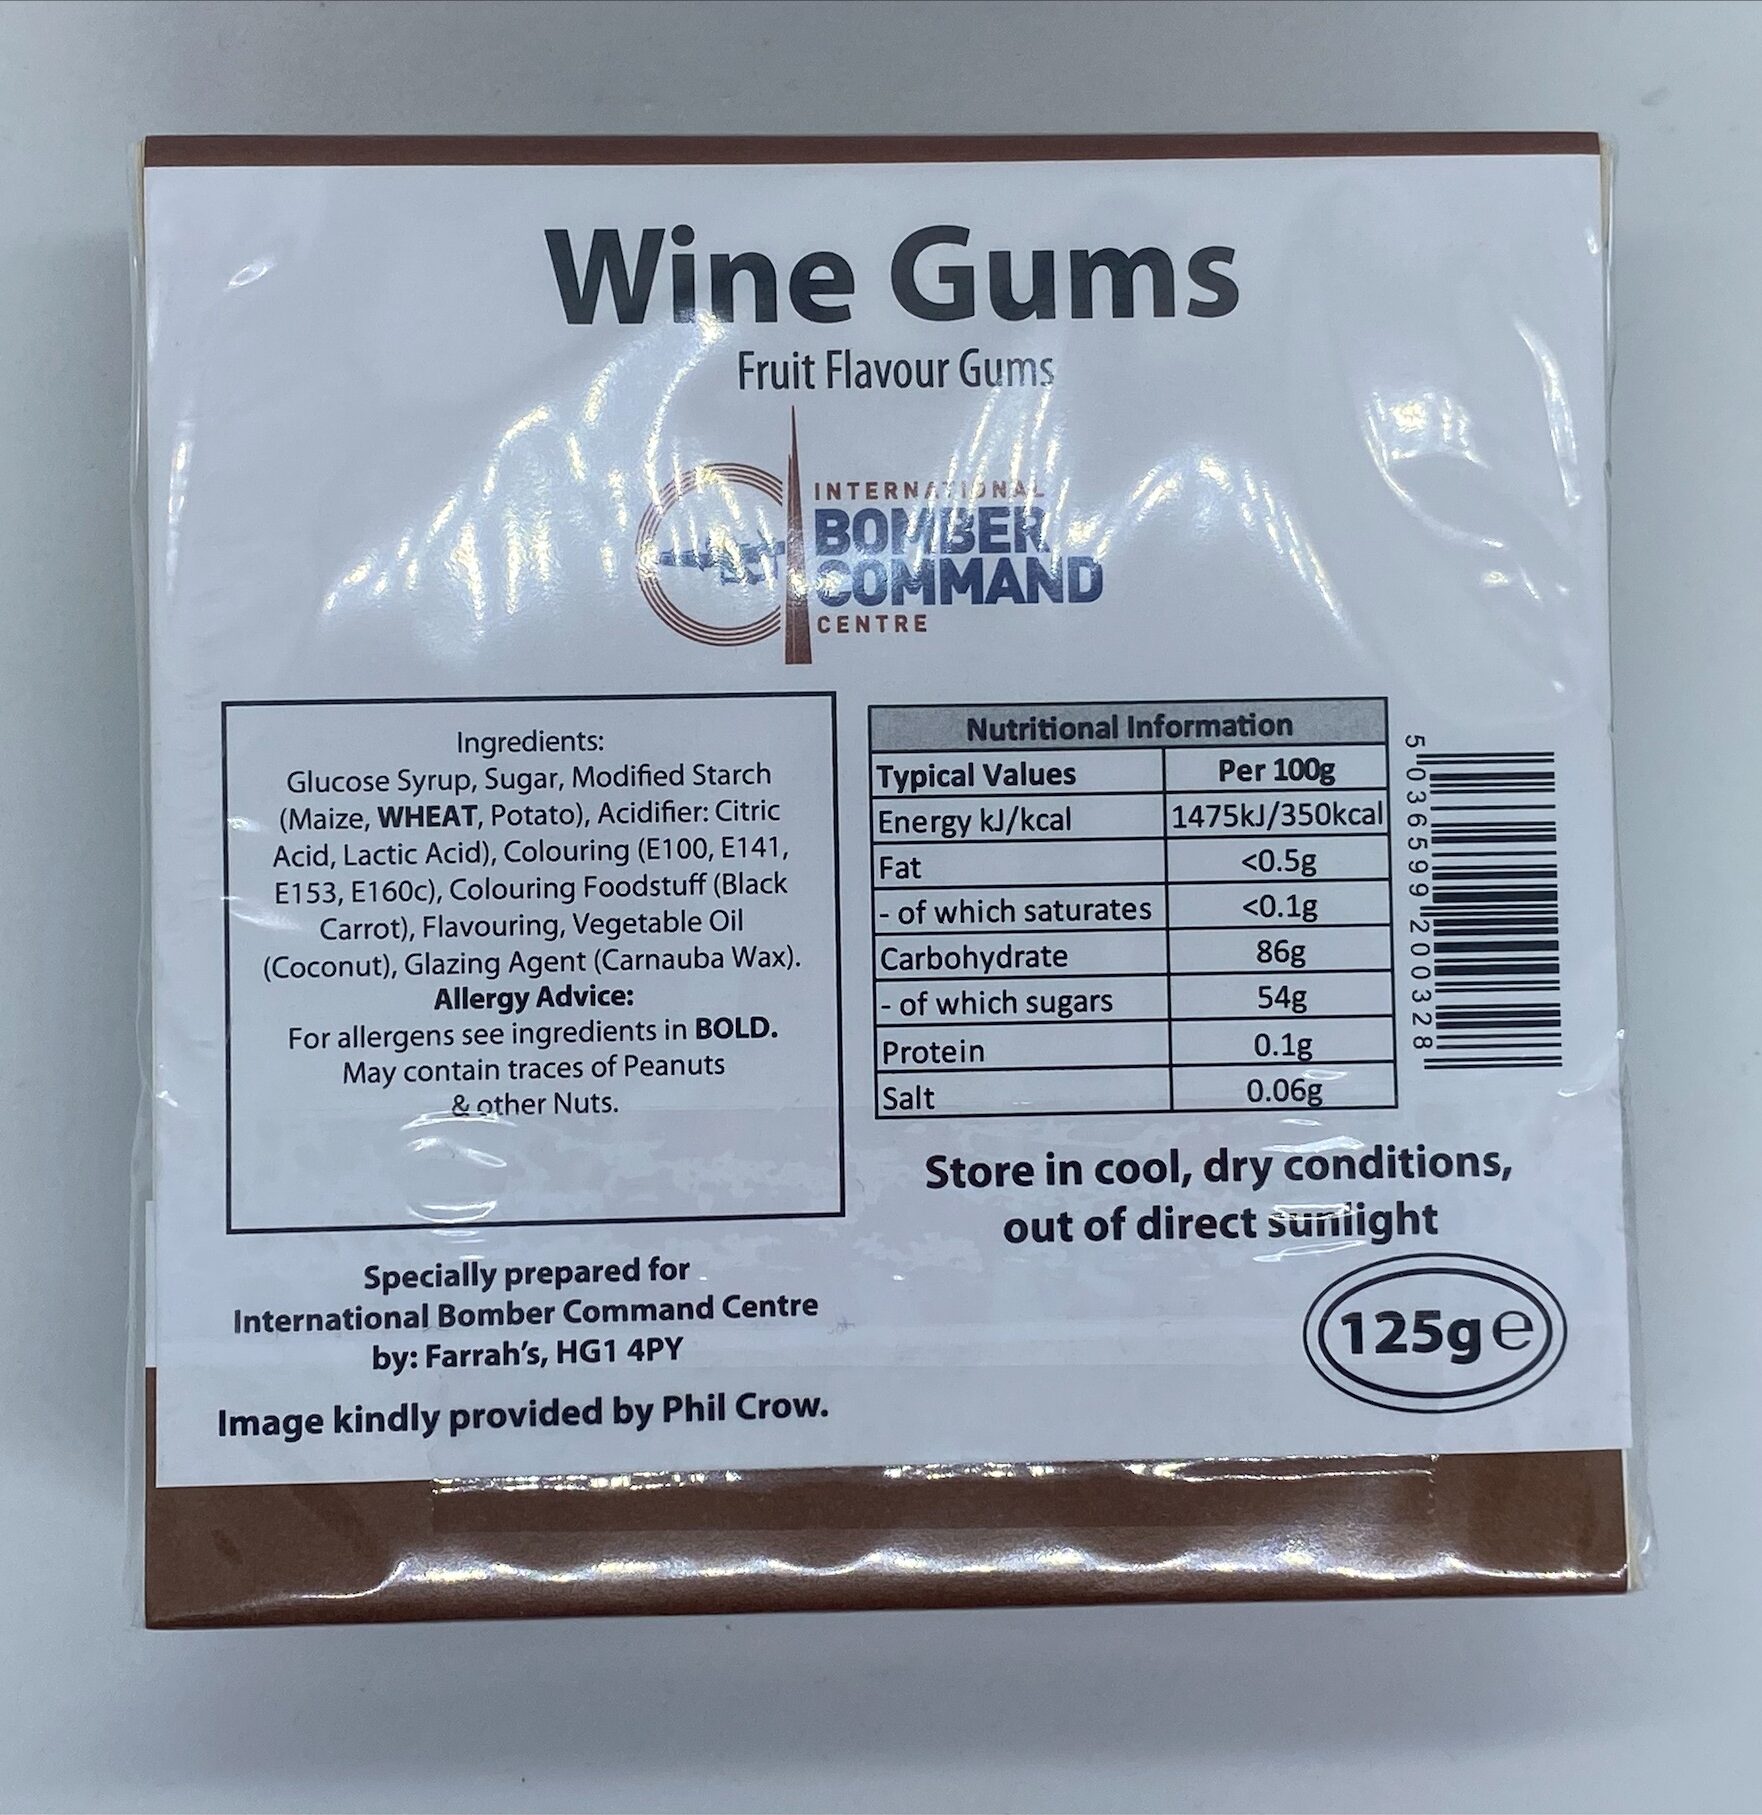 Wine Gums
Fruit Flavour Gums
INTERNATIONAL
BOMBER
COMMAND
CENTRE
Ingredients:
Glucose Syrup, Sugar, Modified Starch
(Maize, WHEAT, Potato), Acidifier: Citric
Acid, Lactic Acid), Colouring (E100, E141,
E153, E160c), Colouring Foodstuff (Black
Carrot), Flavouring, Vegetable Oil
(Coconut), Glazing Agent (Carnauba Wax).
Allergy Advice:
For allergens see ingredients in BOLD.
May contain traces of Peanuts
& other Nuts.
Nutritional Information
Typical Values Per 100g
Energy kJ/kcal 1475kJ/350kcal
Fat <0.5g
- of which saturates <0.1g
Carbohydrate 86g
- of which sugars 54g
Protein 0.1g
Salt 0.06g
5 036599 200328
Store in cool, dry conditions,
out of direct sunlight
Specially prepared for
International Bomber Command Centre
by: Farrah's, HG1 4PY
Image kindly provided by Phil Crow.
125g e